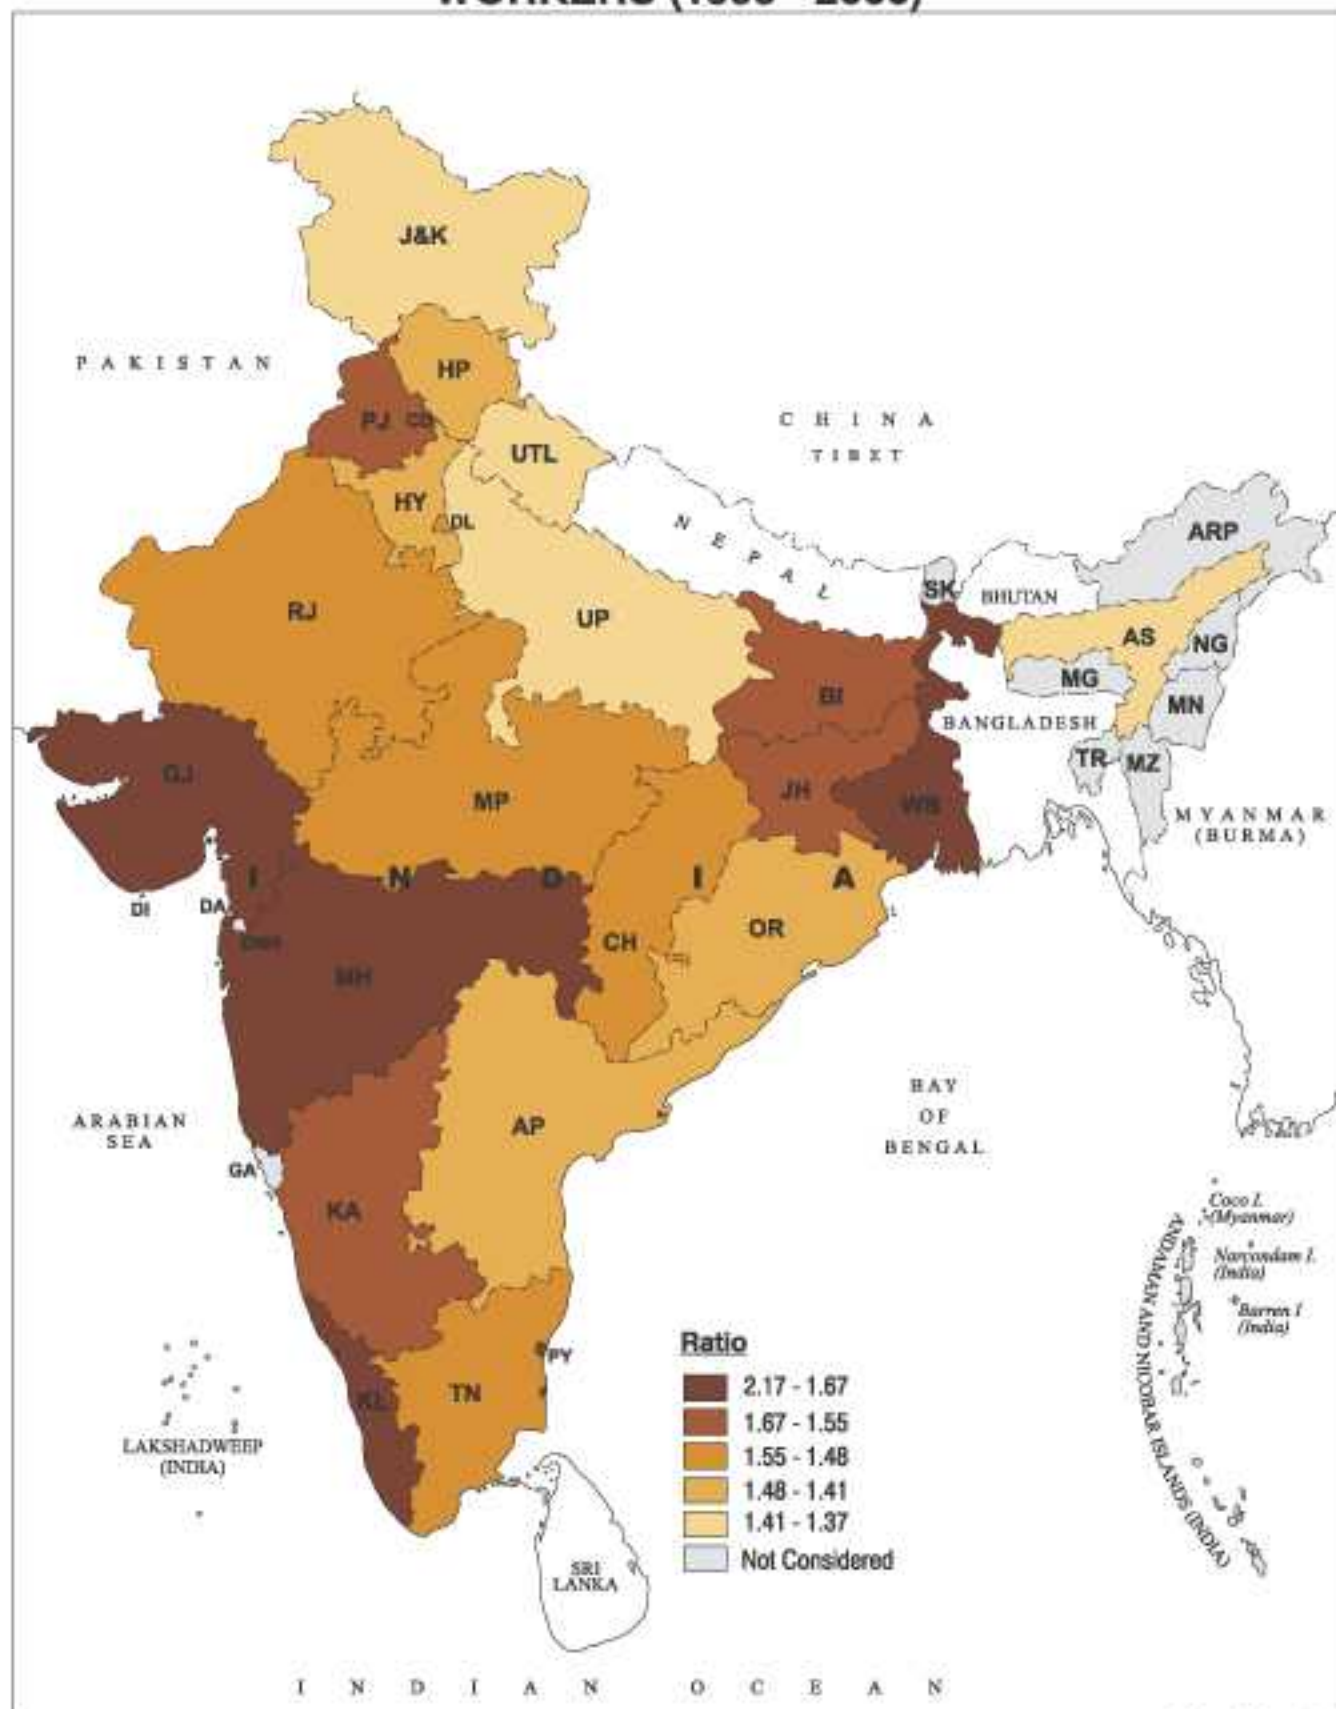 J&K
PAKISTAN
HP
CHINA
PJ
TIBET
UTL
HY
DL
NEPAL
ARP
SK
BHUTAN
RJ
UP
AS
NG
MG
BI
MN
BANGLADESH
TR
MZ
GJ
MP
JH
WB
MYANMAR
(BURMA)
INDIA
DI
DA
DNH
OR
CH
MH
ARABIAN
SEA
AP
BAY
OF
BENGAL
GA
KA
Coco I.
(Myanmar)
Narcondam I.
(India)
Barren I
(India)
ANDAMAN AND NICOBAR ISLANDS (INDIA)
PY
KL
TN
LAKSHADWEEP
(INDIA)
Ratio
2.17 - 1.67
1.67 - 1.55
1.55 - 1.48
1.48 - 1.41
1.41 - 1.37
Not Considered
SRI
LANKA
INDIAN OCEAN